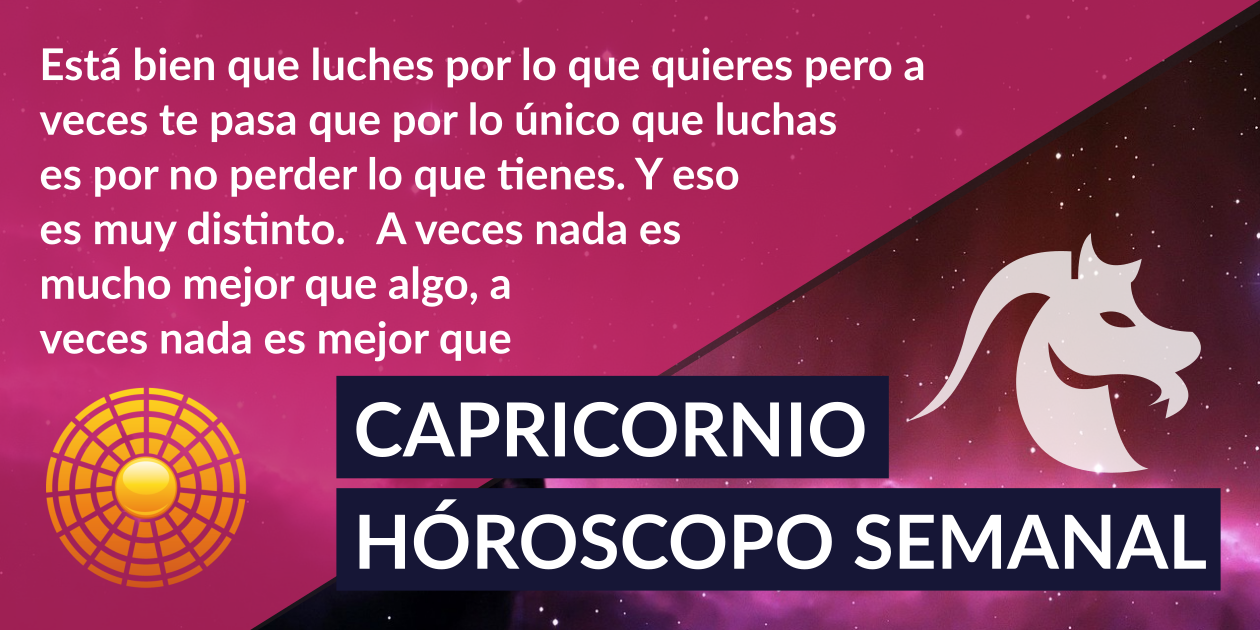 Está bien que luches por lo que quieres pero a
veces te pasa que por lo único que luchas
es por no perder lo que tienes. Y eso
es muy distinto.   A veces nada es
mucho mejor que algo, a
veces nada es mejor que
CAPRICORNIO
HÓROSCOPO SEMANAL